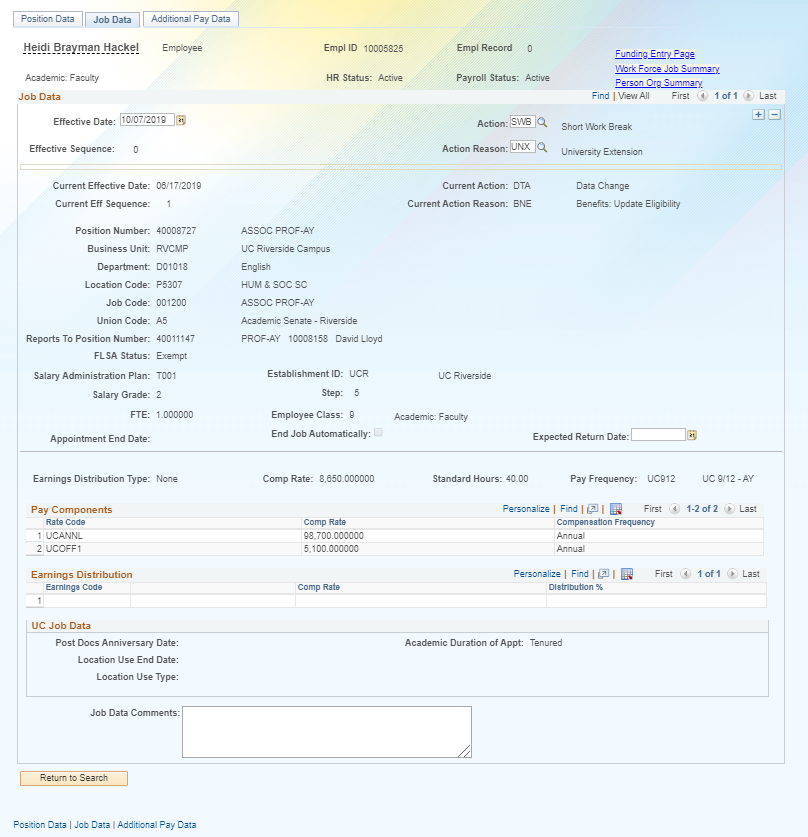 Position Data Job Data Additional Pay Data
Heidi Brayman Hackel Employee Empl ID 10005825 Empl Record 0
Funding Entry Page
Work Force Job Summary
Academic: Faculty HR Status: Active Payroll Status: Active
Person Org Summary
Job Data Find | View All First 1 of 1 Last
Effective Date: 10/07/2019 Action: SWB Short Work Break
Effective Sequence: 0 Action Reason: UNX University Extension
Current Effective Date: 06/17/2019 Current Action: DTA Data Change
Current Eff Sequence: 1 Current Action Reason: BNE Benefits: Update Eligibility
Position Number: 40008727 ASSOC PROF-AY
Business Unit: RVCMP UC Riverside Campus
Department: D01018 English
Location Code: P5307 HUM & SOC SC
Job Code: 001200 ASSOC PROF-AY
Union Code: A5 Academic Senate - Riverside
Reports To Position Number: 40011147 PROF-AY 10008158 David Lloyd
FLSA Status: Exempt
Salary Administration Plan: T001 Establishment ID: UCR UC Riverside
Salary Grade: 2 Step: 5
FTE: 1.000000 Employee Class: 9 Academic: Faculty
Appointment End Date: End Job Automatically: Expected Return Date:
Earnings Distribution Type: None Comp Rate: 8,650.000000 Standard Hours: 40.00 Pay Frequency: UC912 UC 9/12 - AY
Pay Components Personalize | Find | | First 1-2 of 2 Last
Rate Code Comp Rate Compensation Frequency
1 UCANNL 98,700.000000 Annual
2 UCOFF1 5,100.000000 Annual
Earnings Distribution Personalize | Find | | First 1 of 1 Last
Earnings Code Comp Rate Distribution %
1
UC Job Data
Post Docs Anniversary Date: Academic Duration of Appt: Tenured
Location Use End Date:
Location Use Type:
Job Data Comments:
Return to Search
Position Data | Job Data | Additional Pay Data